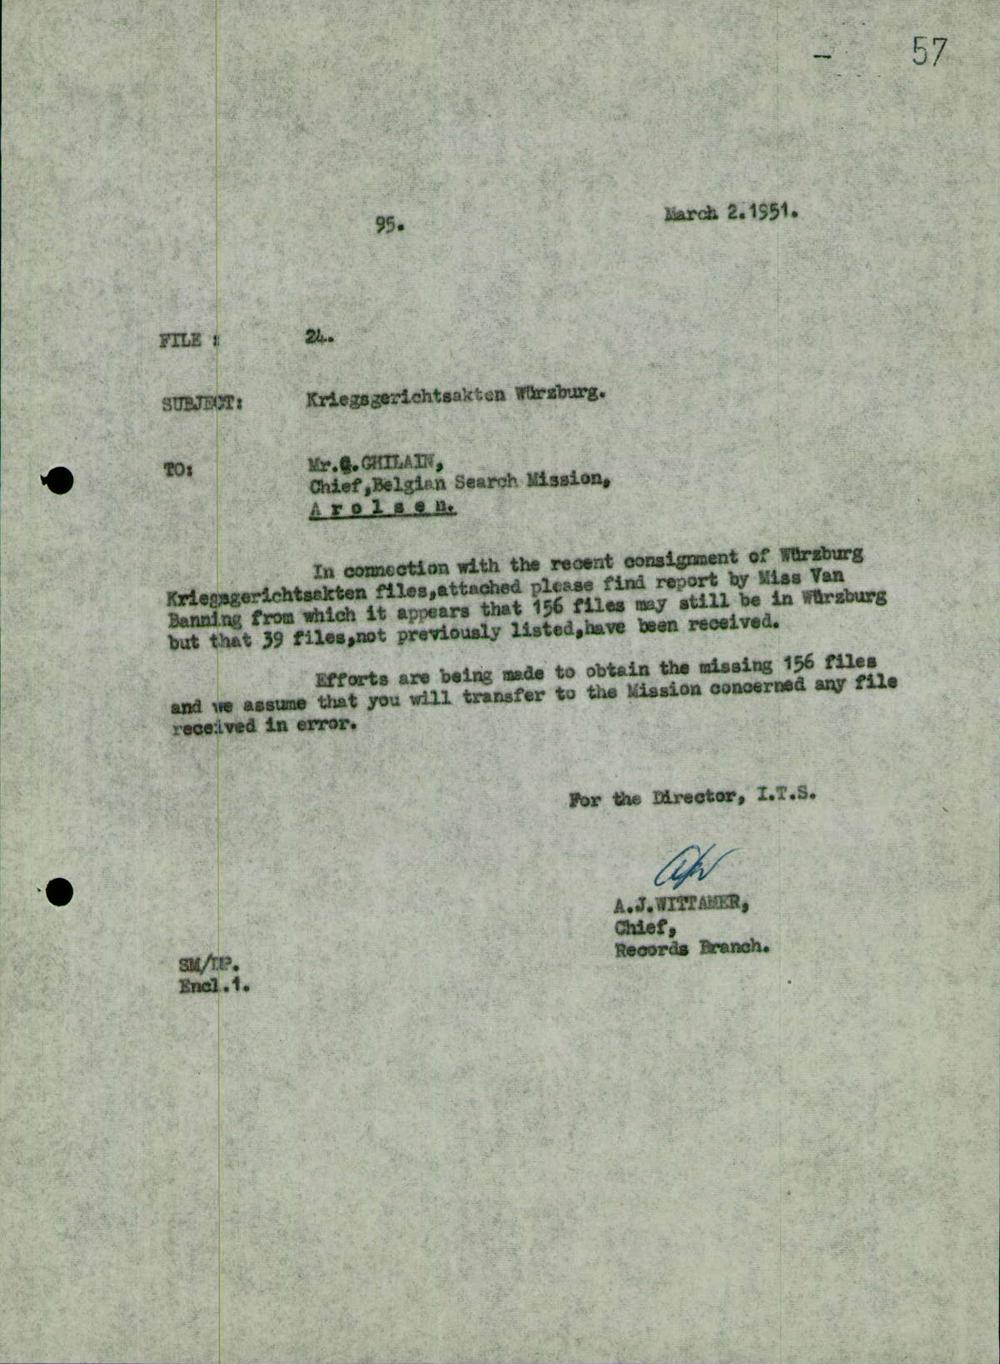 57
95.
March 2.1951.
FILE :
24.
SUBJECT:
Kriegsgerichtsakten Würzburg.
TO:
Mr.G.GHILAIN,
Chief,Belgian Search Mission,
A r o l s e n.
In connection with the recent consignment of Würzburg
Kriegsgerichtsakten files,attached please find report by Miss Van
Banning from which it appears that 156 files may still be in Würzburg
but that 39 files,not previously listed,have been received.
Efforts are being made to obtain the missing 156 files
and we assume that you will transfer to the Mission concerned any file
received in error.
For the Director, I.T.S.
A.J.WITTAMER,
Chief,
Records Branch.
SM/
Encl.1.